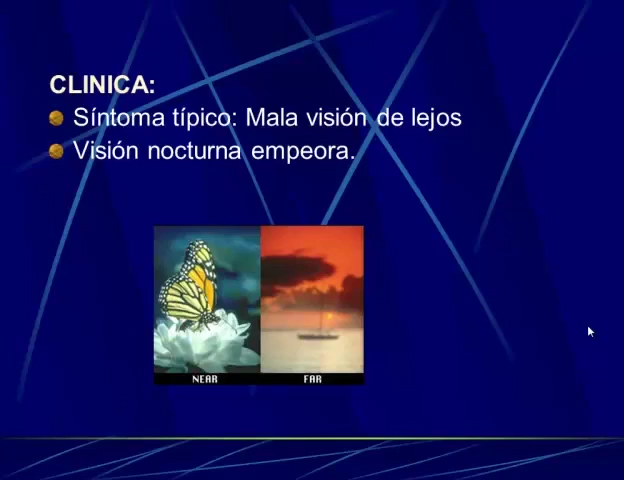 CLINICA:
Síntoma típico: Mala visión de lejos
Visión nocturna empeora.
NEAR FAR